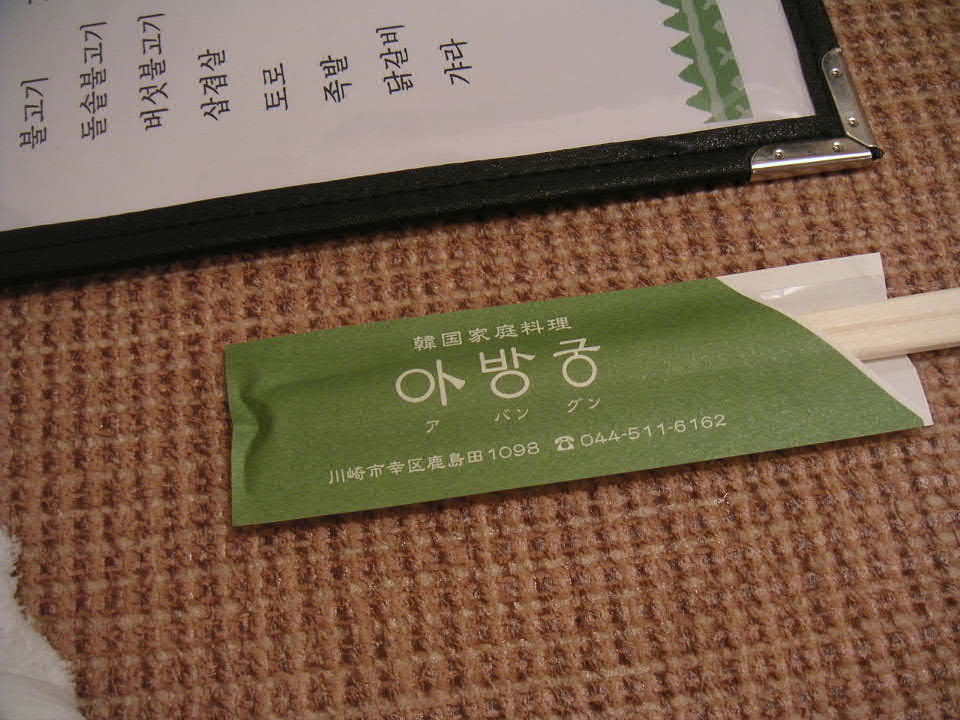 불고기
돌솥불고기
버섯불고기
삼겹살
토로
족발
닭갈비
가라
韓国家庭料理
아방궁
ア バン グン
川崎市幸区鹿島田1098 ☎044-511-6162